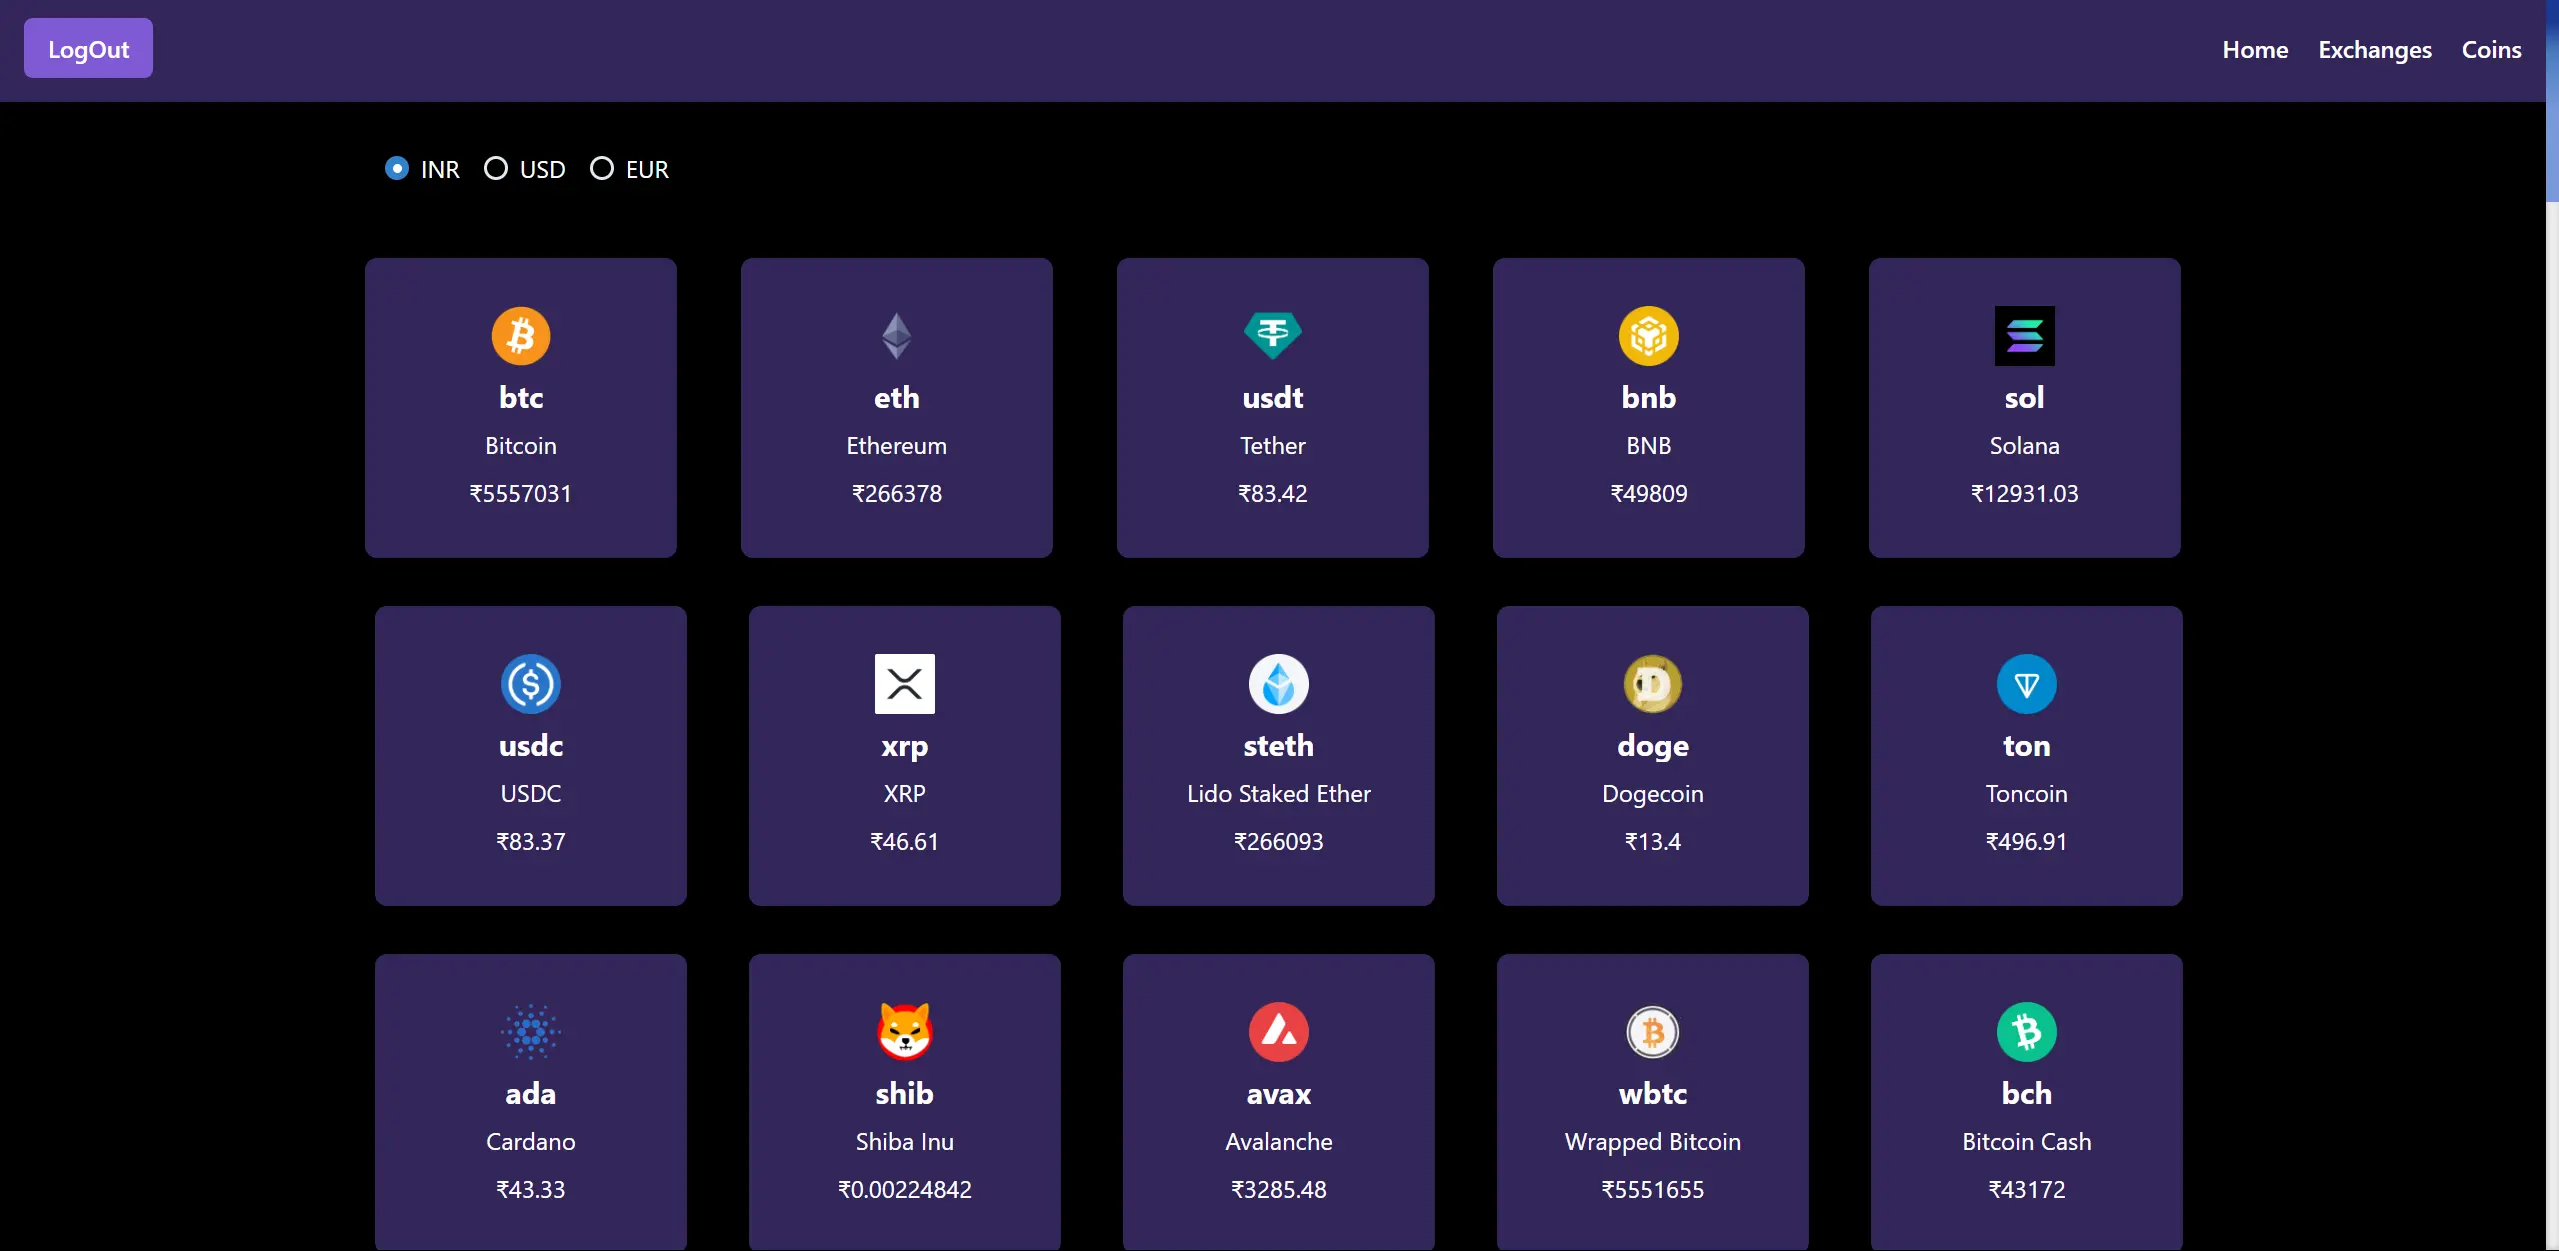 LogOut
Home Exchanges Coins
INR USD EUR
btc
Bitcoin
₹5557031
eth
Ethereum
₹266378
usdt
Tether
₹83.42
bnb
BNB
₹49809
sol
Solana
₹12931.03
usdc
USDC
₹83.37
xrp
XRP
₹46.61
steth
Lido Staked Ether
₹266093
doge
Dogecoin
₹13.4
ton
Toncoin
₹496.91
ada
Cardano
₹43.33
shib
Shiba Inu
₹0.00224842
avax
Avalanche
₹3285.48
wbtc
Wrapped Bitcoin
₹5551655
bch
Bitcoin Cash
₹43172